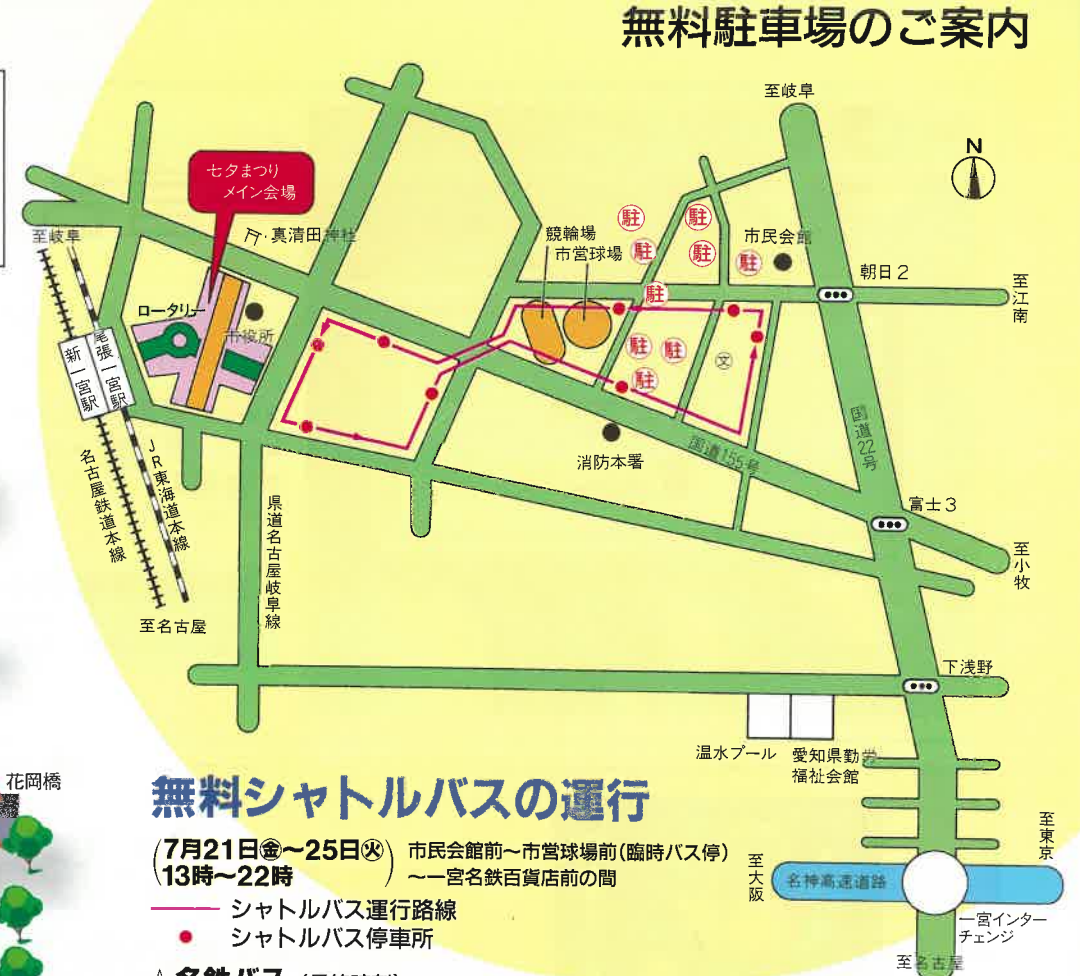 無料駐車場のご案内
至岐阜
N
七夕まつり
メイン会場
至岐阜
真清田神社
競輪場
市営球場
駐
駐
駐
駐
駐
駐
駐
駐
駐
市民会館
朝日2
至江南
ロータリー
市役所
尾張一宮駅
新一宮駅
文
国道22号
消防本署
国道155号
富士3
至小牧
名古屋鉄道本線
JR東海道本線
県道名古屋岐阜線
至名古屋
下浅野
温水プール
愛知県勤労
福祉会館
花岡橋
無料シャトルバスの運行
(7月21日㊎〜25日㊋
13時〜22時)
市民会館前〜市営球場前(臨時バス停)
〜一宮名鉄百貨店前の間
シャトルバス運行路線
シャトルバス停車所
名鉄バス
至東京
至大阪
名神高速道路
一宮インター
チェンジ
至名古屋